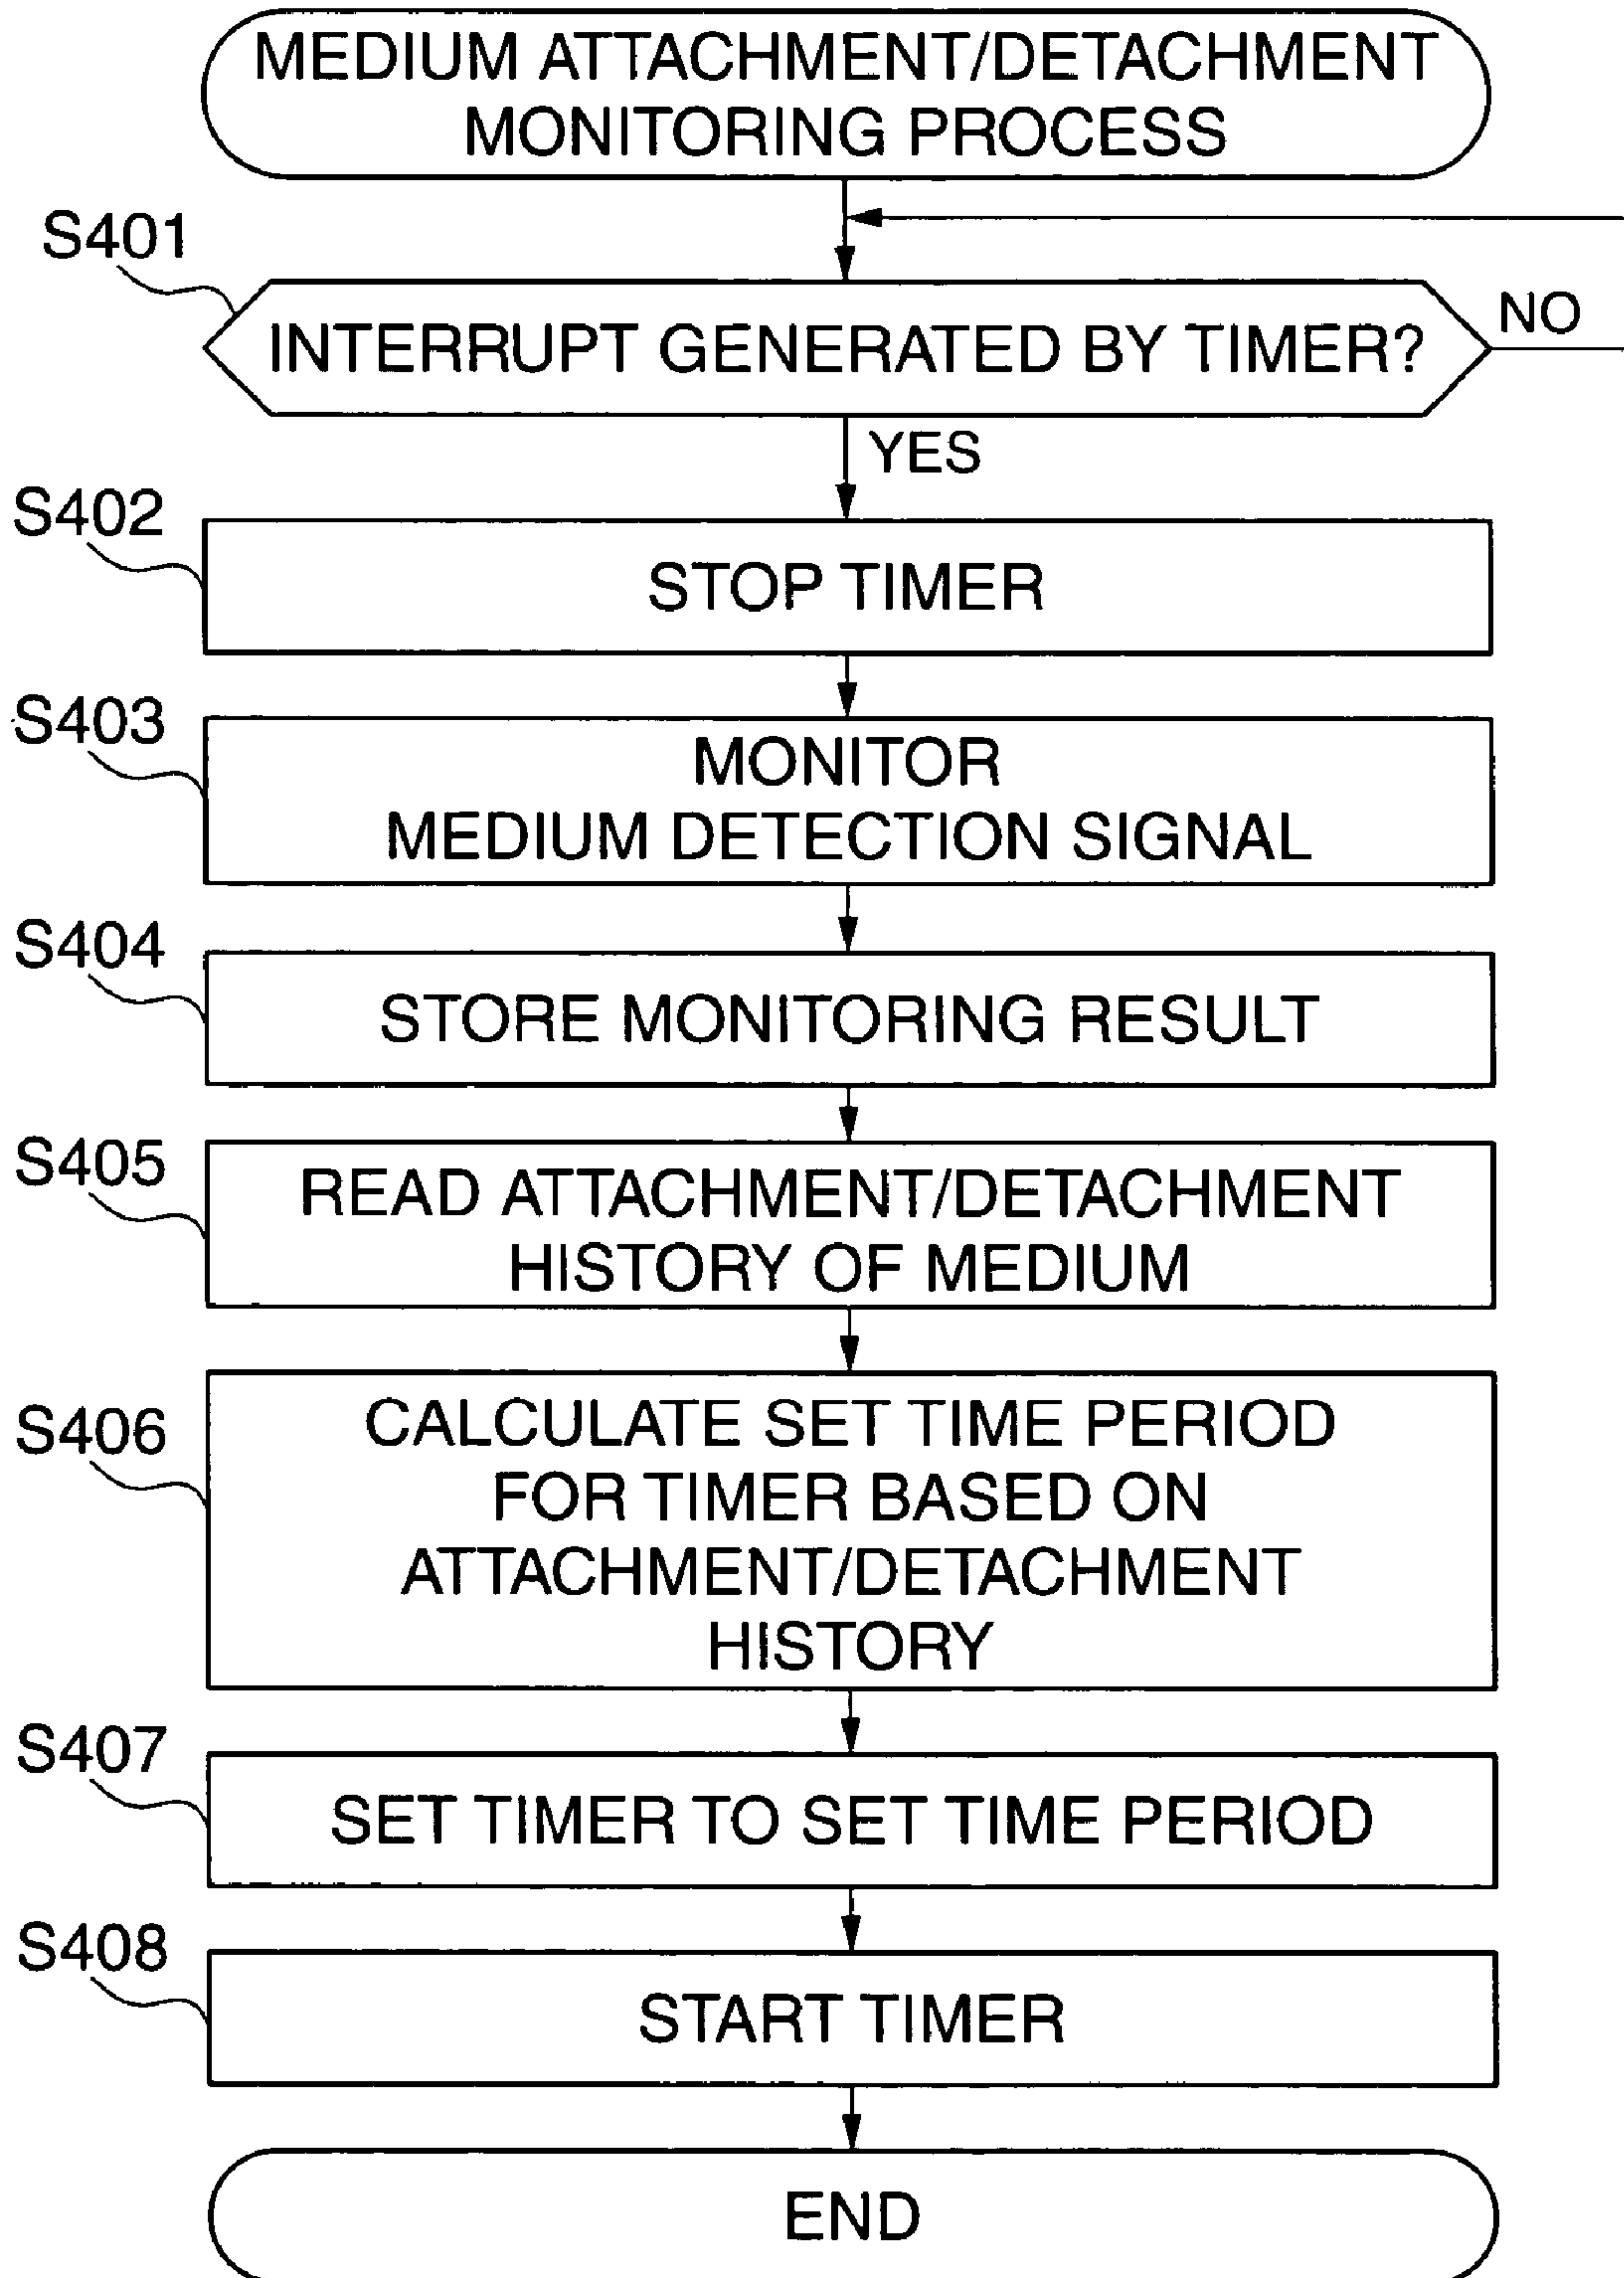 MEDIUM ATTACHMENT/DETACHMENT
MONITORING PROCESS
S401
INTERRUPT GENERATED BY TIMER?
NO
YES
S402
STOP TIMER
S403
MONITOR
MEDIUM DETECTION SIGNAL
S404
STORE MONITORING RESULT
S405
READ ATTACHMENT/DETACHMENT
HISTORY OF MEDIUM
S406
CALCULATE SET TIME PERIOD
FOR TIMER BASED ON
ATTACHMENT/DETACHMENT
HISTORY
S407
SET TIMER TO SET TIME PERIOD
S408
START TIMER
END